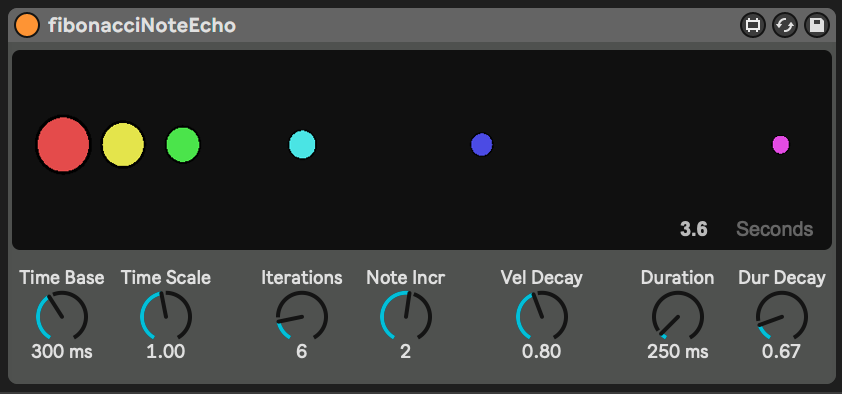 fibonacciNoteEcho
3.6 Seconds
Time Base Time Scale Iterations Note Incr Vel Decay Duration Dur Decay
300 ms 1.00 6 2 0.80 250 ms 0.67